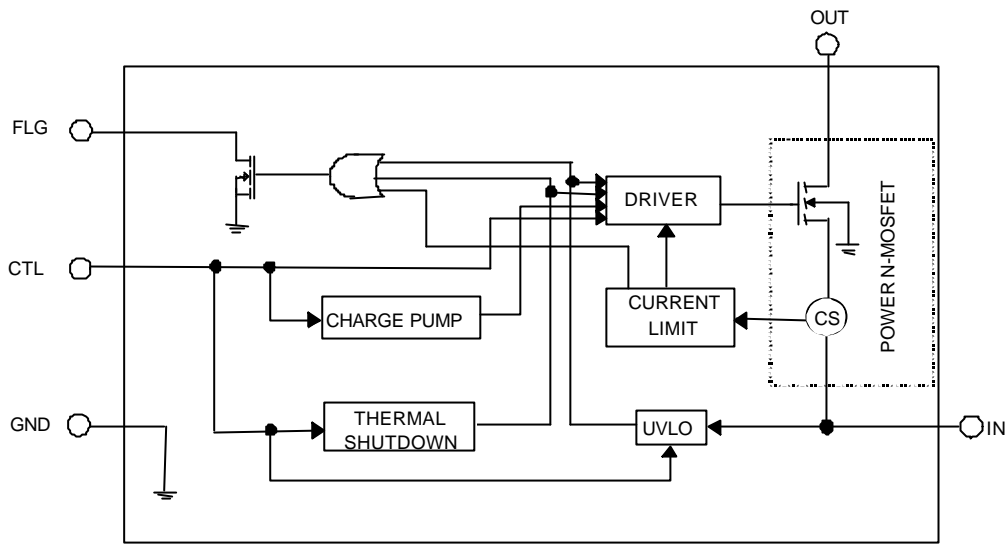 OUT
FLG
DRIVER
CTL
CHARGE PUMP
CURRENT
LIMIT
CS
POWER N-MOSFET
GND
THERMAL
SHUTDOWN
UVLO
IN